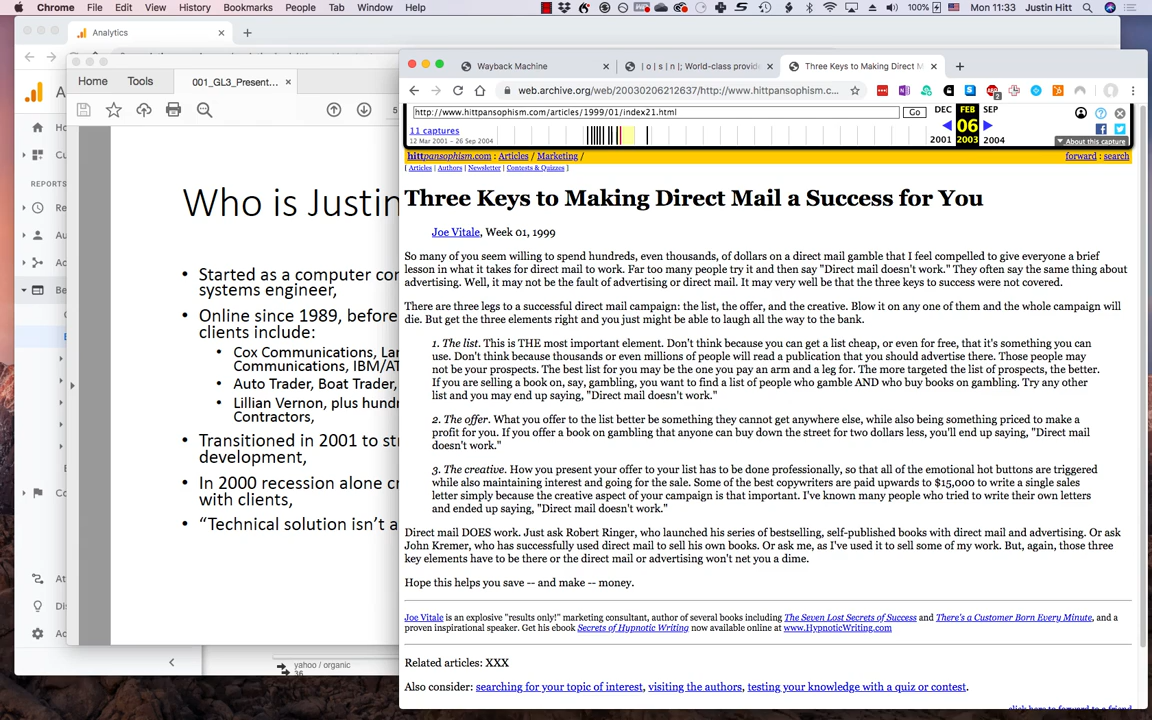 Chrome File Edit View History Bookmarks People Tab Window Help 100% Mon 11:33 Justin Hitt
Analytics
Home Tools 001_GL3_Present...
REPORTS
Who is Justin
Started as a computer con
systems engineer,
Online since 1989, before
clients include:
Cox Communications, Lar
Communications, IBM/AT
Auto Trader, Boat Trader,
Lillian Vernon, plus hund
Contractors,
Transitioned in 2001 to str
development,
In 2000 recession alone cr
with clients,
"Technical solution isn't a
yahoo / organic
36
Wayback Machine
| o | s | n |; World-class provide
Three Keys to Making Direct M
web.archive.org/web/20030206212637/http://www.hittpansophism.c...
http://www.hittpansophism.com/articles/1999/01/index21.html Go
DEC FEB SEP
11 captures
12 Mar 2001 - 26 Sep 2004
06
2001 2003 2004
About this capture
hittpansophism.com : Articles / Marketing / forward : search
[ Articles | Authors | Newsletter | Contests & Quizzes ]
Three Keys to Making Direct Mail a Success for You
Joe Vitale, Week 01, 1999
So many of you seem willing to spend hundreds, even thousands, of dollars on a direct mail gamble that I feel compelled to give everyone a brief
lesson in what it takes for direct mail to work. Far too many people try it and then say "Direct mail doesn't work." They often say the same thing about
advertising. Well, it may not be the fault of advertising or direct mail. It may very well be that the three keys to success were not covered.
There are three legs to a successful direct mail campaign: the list, the offer, and the creative. Blow it on any one of them and the whole campaign will
die. But get the three elements right and you just might be able to laugh all the way to the bank.
1. The list. This is THE most important element. Don't think because you can get a list cheap, or even for free, that it's something you can
use. Don't think because thousands or even millions of people will read a publication that you should advertise there. Those people may
not be your prospects. The best list for you may be the one you pay an arm and a leg for. The more targeted the list of prospects, the better.
If you are selling a book on, say, gambling, you want to find a list of people who gamble AND who buy books on gambling. Try any other
list and you may end up saying, "Direct mail doesn't work."
2. The offer. What you offer to the list better be something they cannot get anywhere else, while also being something priced to make a
profit for you. If you offer a book on gambling that anyone can buy down the street for two dollars less, you'll end up saying, "Direct mail
doesn't work."
3. The creative. How you present your offer to your list has to be done professionally, so that all of the emotional hot buttons are triggered
while also maintaining interest and going for the sale. Some of the best copywriters are paid upwards to $15,000 to write a single sales
letter simply because the creative aspect of your campaign is that important. I've known many people who tried to write their own letters
and ended up saying, "Direct mail doesn't work."
Direct mail DOES work. Just ask Robert Ringer, who launched his series of bestselling, self-published books with direct mail and advertising. Or ask
John Kremer, who has successfully used direct mail to sell his own books. Or ask me, as I've used it to sell some of my work. But, again, those three
key elements have to be there or the direct mail or advertising won't net you a dime.
Hope this helps you save -- and make -- money.
Joe Vitale is an explosive "results only!" marketing consultant, author of several books including The Seven Lost Secrets of Success and There's a Customer Born Every Minute, and a
proven inspirational speaker. Get his ebook Secrets of Hypnotic Writing now available online at www.HypnoticWriting.com
Related articles: XXX
Also consider: searching for your topic of interest, visiting the authors, testing your knowledge with a quiz or contest.
click here to forward to a friend